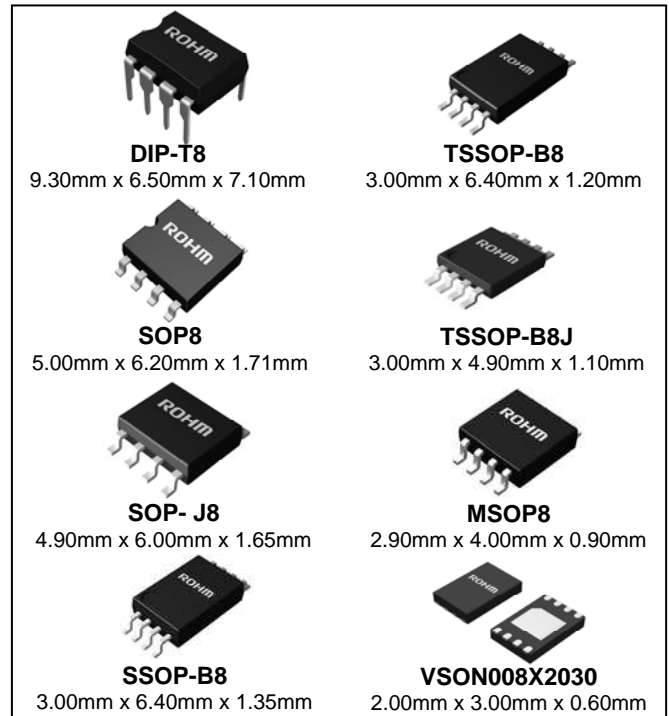 ROHM
DIP-T8
9.30mm x 6.50mm x 7.10mm
ROHM
TSSOP-B8
3.00mm x 6.40mm x 1.20mm
ROHM
SOP8
5.00mm x 6.20mm x 1.71mm
ROHM
TSSOP-B8J
3.00mm x 4.90mm x 1.10mm
ROHM
SOP- J8
4.90mm x 6.00mm x 1.65mm
ROHM
MSOP8
2.90mm x 4.00mm x 0.90mm
ROHM
SSOP-B8
3.00mm x 6.40mm x 1.35mm
ROHM
VSON008X2030
2.00mm x 3.00mm x 0.60mm